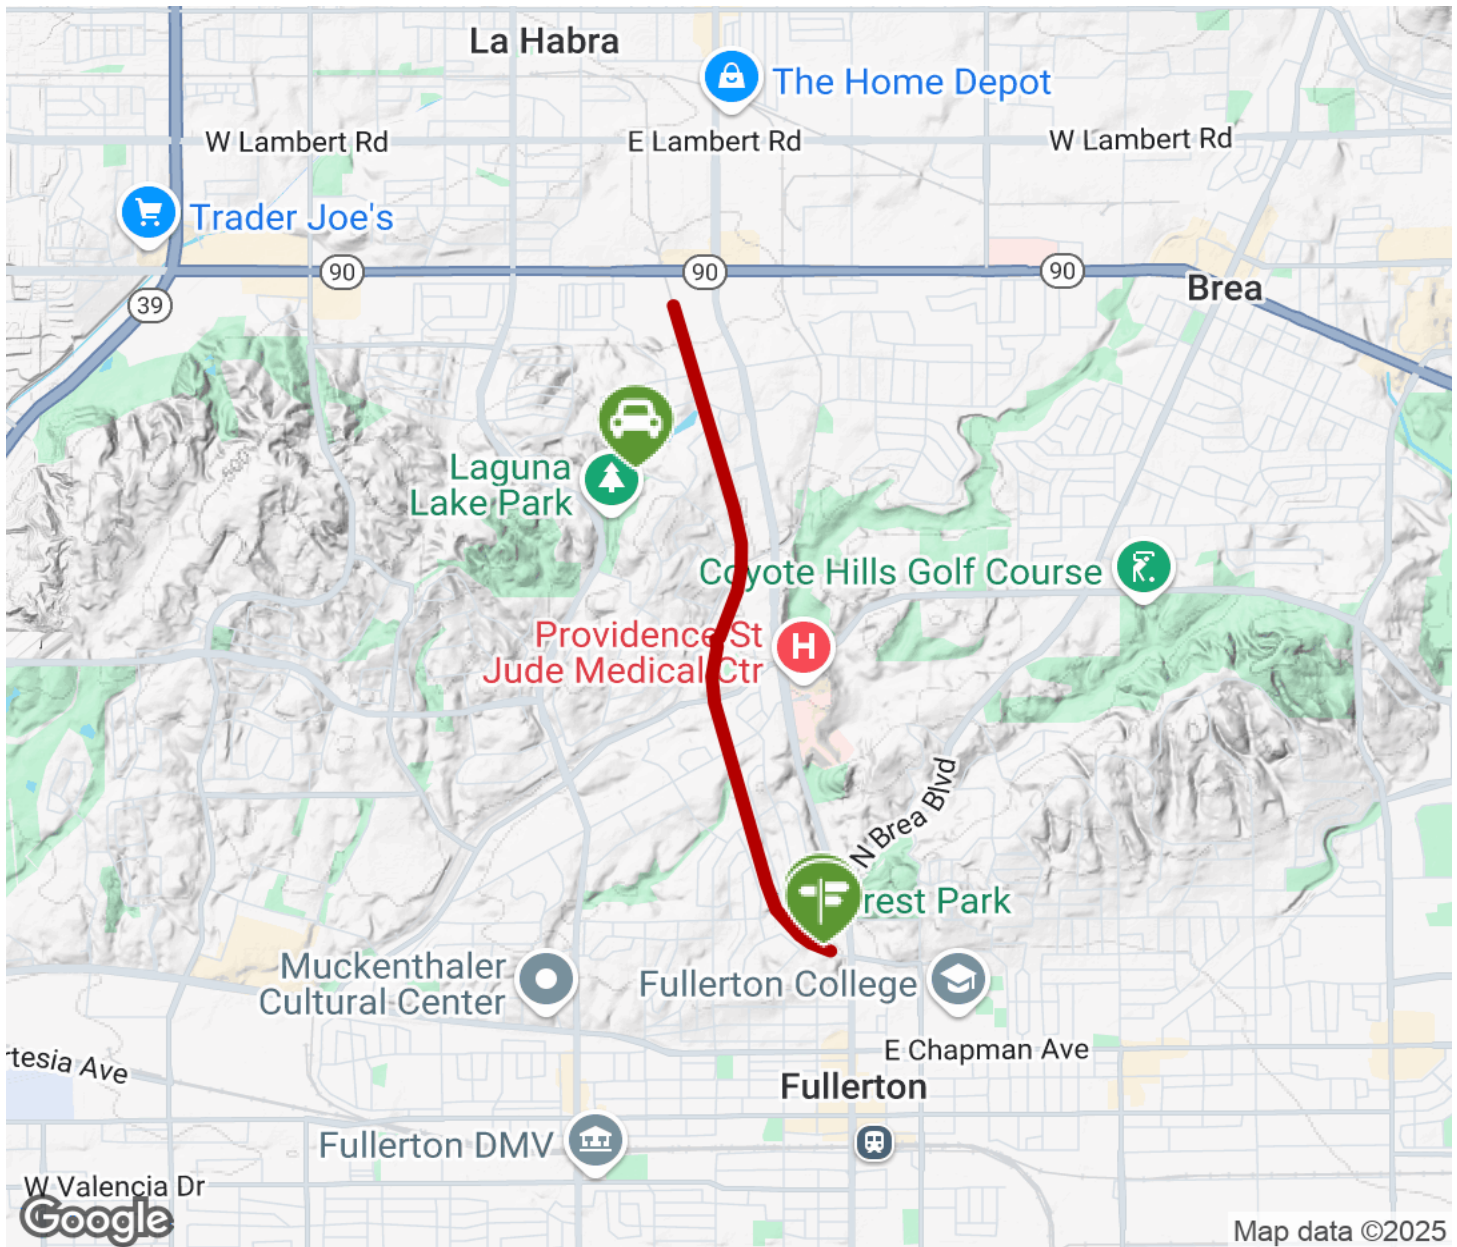 La Habra
The Home Depot
W Lambert Rd
E Lambert Rd
W Lambert Rd
Trader Joe's
90
90
90
Brea
39
Laguna
Lake Park
Coyote Hills Golf Course
Providence St
Jude Medical Ctr
H
N Brea Blvd
rest Park
Muckenthaler
Cultural Center
Fullerton College
E Chapman Ave
rtesia Ave
Fullerton
Fullerton DMV
W Valencia Dr
Google
Map data ©2025